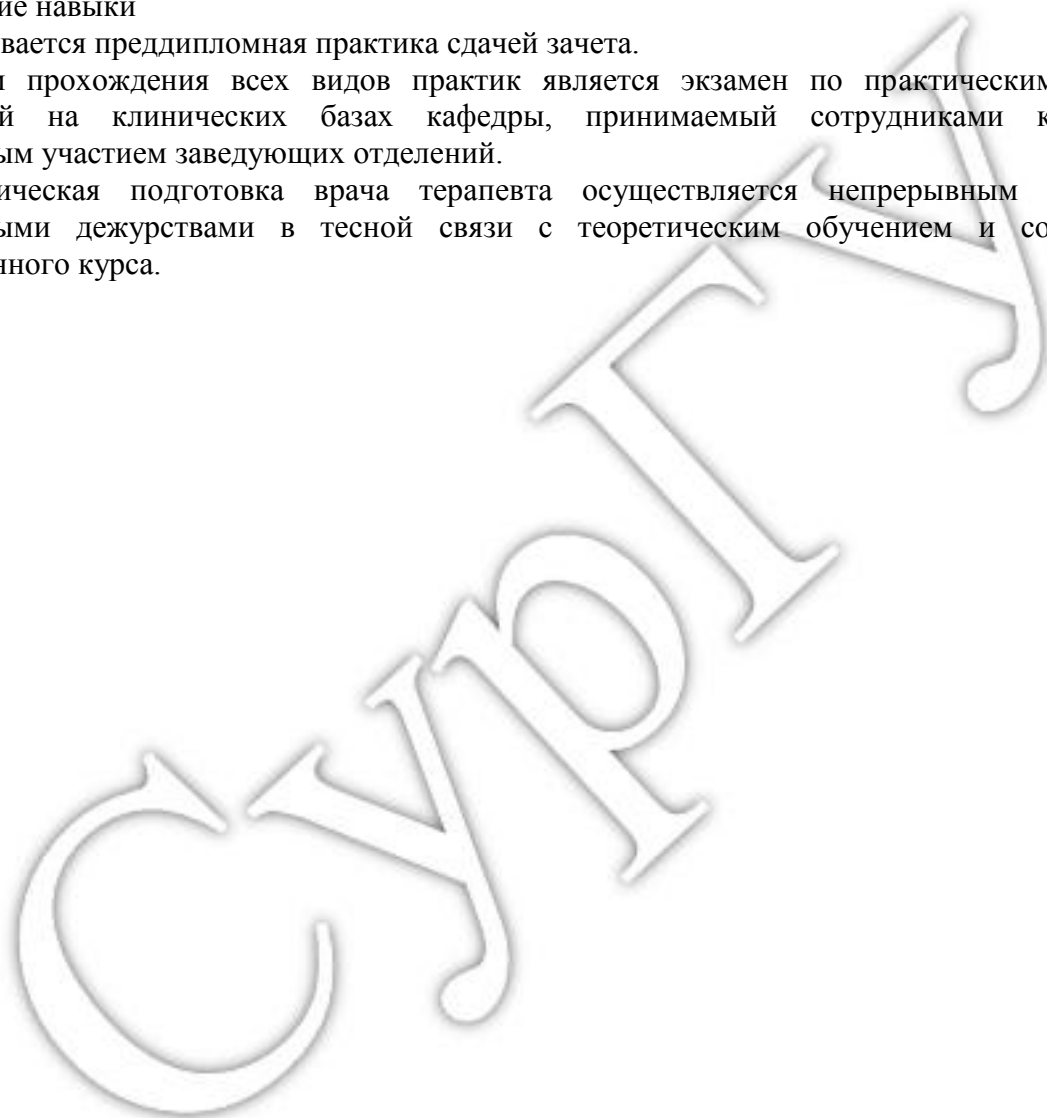 ие навыки
вается преддипломная практика сдачей зачета.
и прохождения всех видов практик является экзамен по практическим
й на клинических базах кафедры, принимаемый сотрудниками к
ым участием заведующих отделений.
ическая подготовка врача терапевта осуществляется непрерывным
ыми дежурствами в тесной связи с теоретическим обучением и со
нного курса.
СурГУ